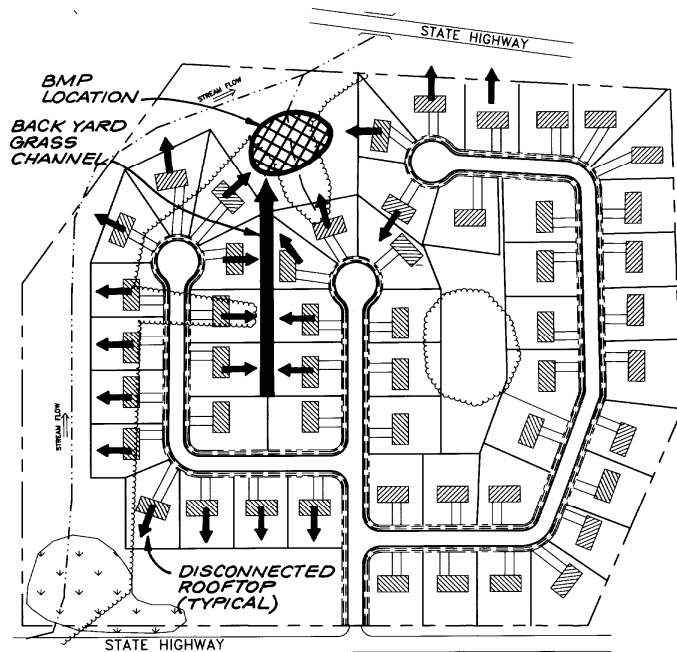 STATE HIGHWAY
BMP
LOCATION
STREAM FLOW
BACK YARD
GRASS
CHANNEL
STREAM FLOW
DISCONNECTED
ROOFTOP
(TYPICAL)
STATE HIGHWAY